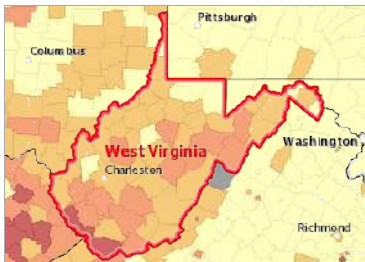 Pittsburgh
Columbus
West Virginia
Charleston
Washington
Richmond